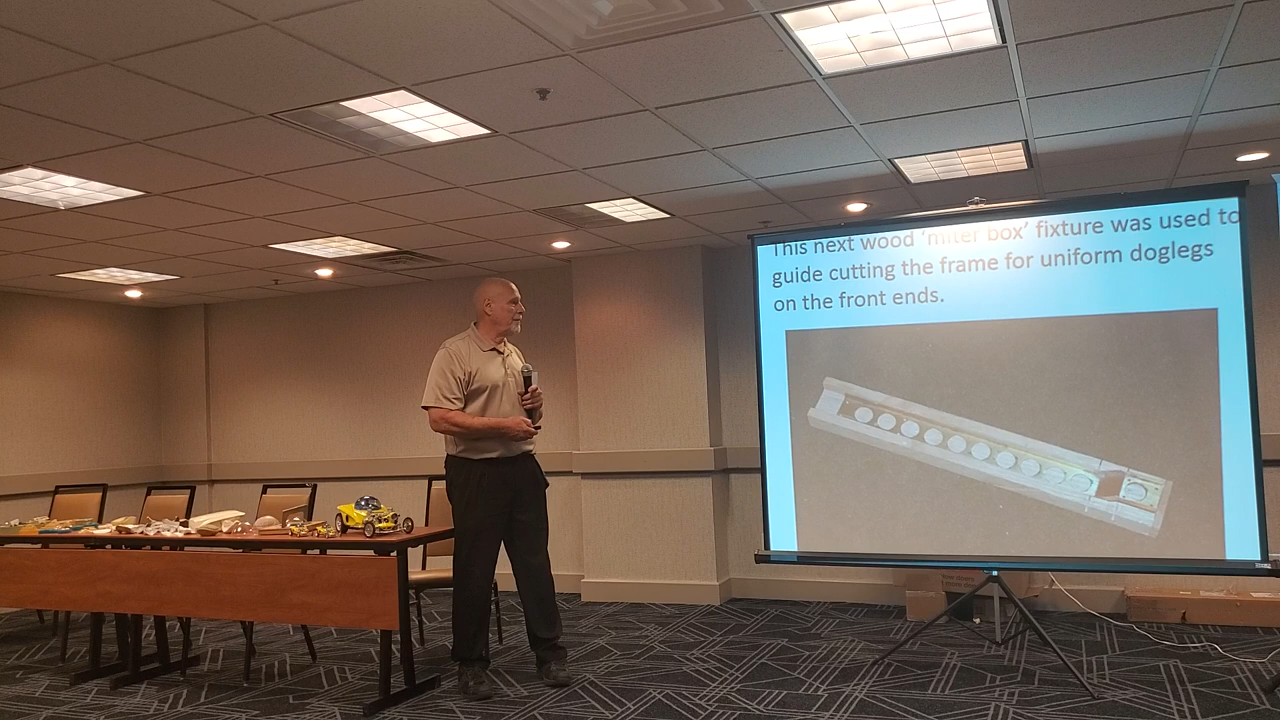 This next wood ‘miter box’ fixture was used to
guide cutting the frame for uniform doglegs
on the front ends.